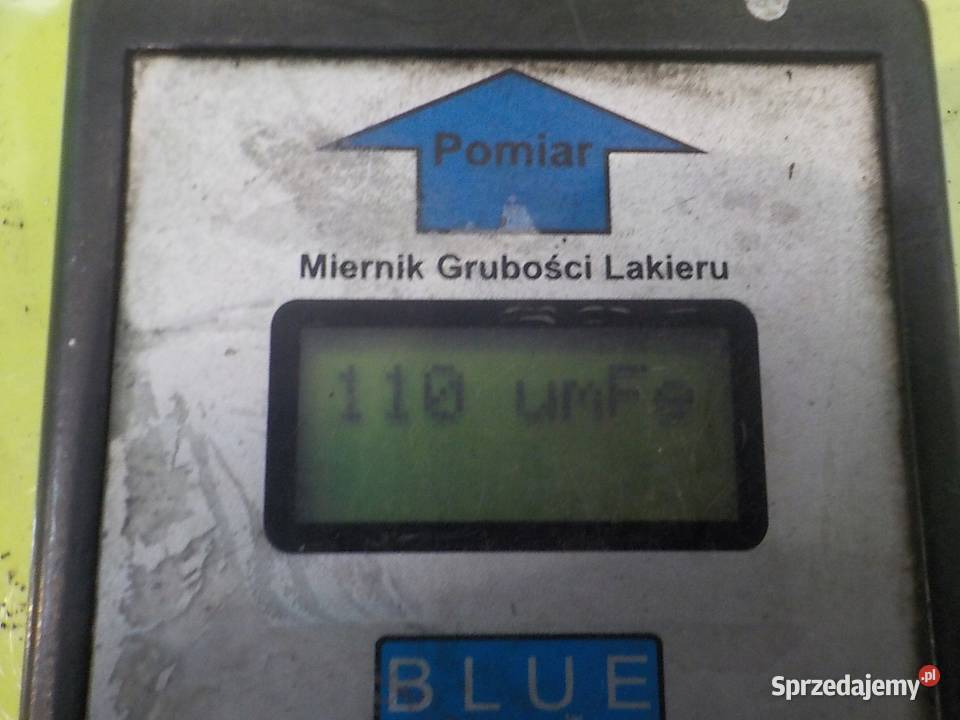 Pomiar
Miernik Grubości Lakieru
110 umFe
BLUE
Sprzedajemy.pl